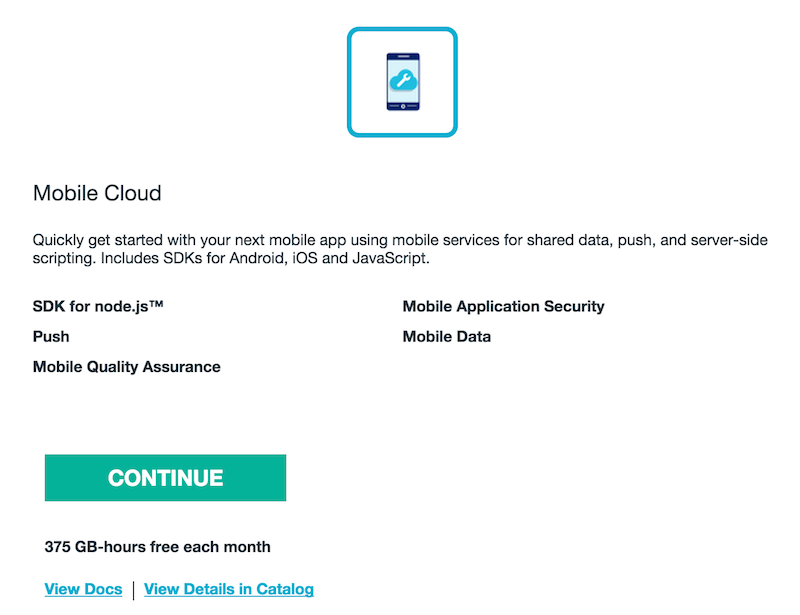 Mobile Cloud
Quickly get started with your next mobile app using mobile services for shared data, push, and server-side
scripting. Includes SDKs for Android, iOS and JavaScript.
SDK for node.js™
Mobile Application Security
Push
Mobile Data
Mobile Quality Assurance
CONTINUE
375 GB-hours free each month
View Docs | View Details in Catalog